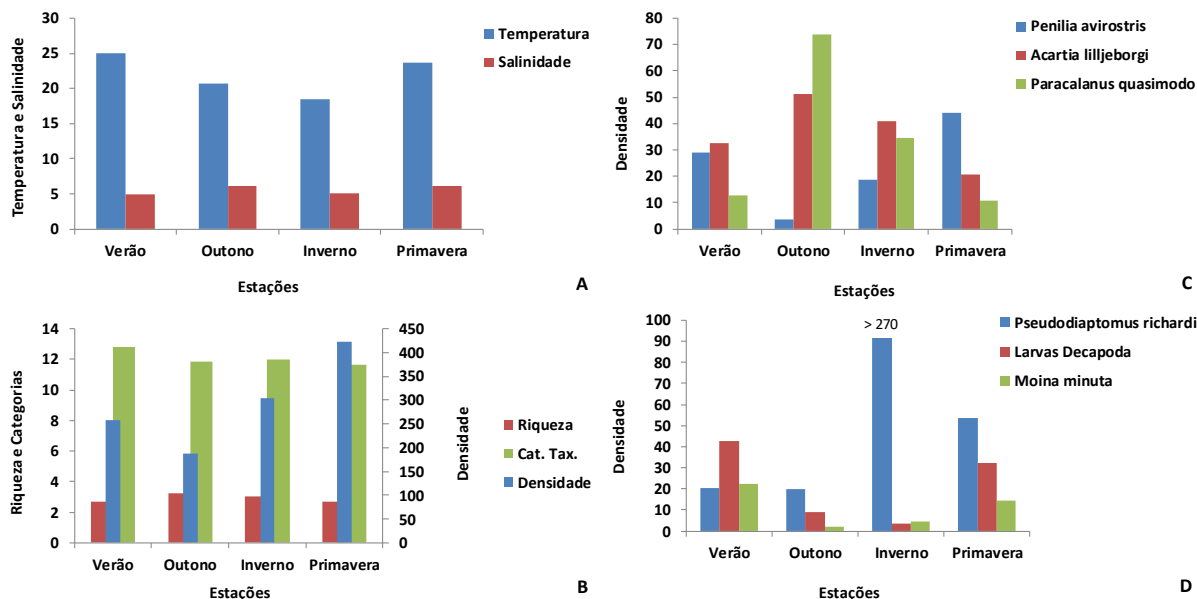 30
25
20
15
10
5
0
Temperatura e Salinidade
Verão Outono Inverno Primavera
Estações
Temperatura
Salinidade
A
80
70
60
50
40
30
20
10
0
Densidade
Verão Outono Inverno Primavera
Estações
Penilia avirostris
Acartia lilljeborgi
Paracalanus quasimodo
C
14
12
10
8
6
4
2
0
Riqueza e Categorias
450
400
350
300
250
200
150
100
50
0
Densidade
Verão Outono Inverno Primavera
Estações
Riqueza
Cat. Tax.
Densidade
B
100
90
80
70
60
50
40
30
20
10
0
Densidade
> 270
Verão Outono Inverno Primavera
Estações
Pseudodiaptomus richardi
Larvas Decapoda
Moina minuta
D